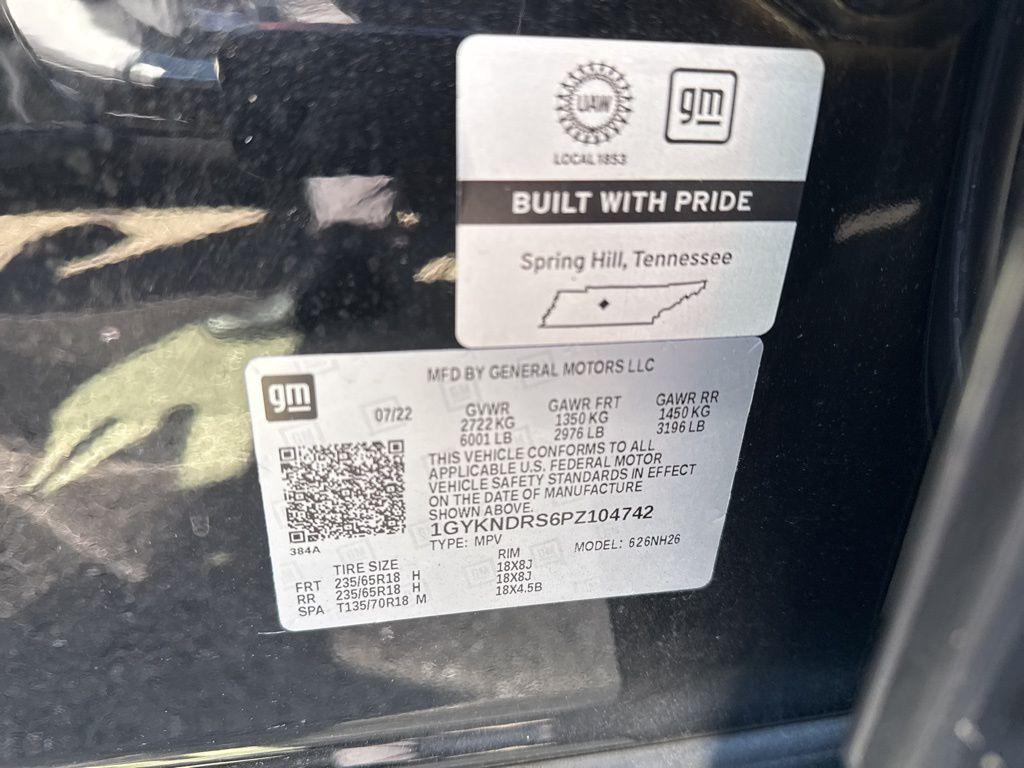 UAW
gm
LOCAL 1853
BUILT WITH PRIDE
Spring Hill, Tennessee
gm
MFD BY GENERAL MOTORS LLC
07/22
GVWR
2722 KG
6001 LB
GAWR FRT
1350 KG
2976 LB
GAWR RR
1450 KG
3196 LB
THIS VEHICLE CONFORMS TO ALL
APPLICABLE U.S. FEDERAL MOTOR
VEHICLE SAFETY STANDARDS IN EFFECT
ON THE DATE OF MANUFACTURE
SHOWN ABOVE.
1GYKNDRS6PZ104742
TYPE: MPV MODEL: 626NH26
384A
TIRE SIZE RIM
FRT 235/65R18 H 18X8J
RR 235/65R18 H 18X8J
SPA T135/70R18 M 18X4.5B